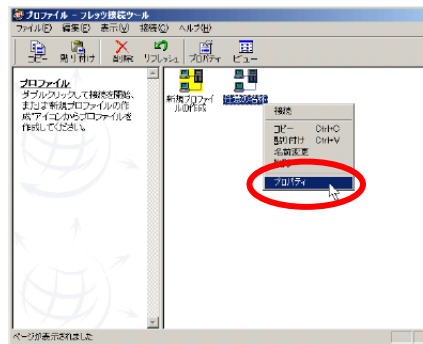 プロファイル - フレッツ接続ツール
ファイル(F) 編集(E) 表示(V) 接続(C) ヘルプ(H)
コピー 貼り付け 削除 リフレッシュ プロパティ ビュー
プロファイル
ダブルクリックして接続を開始、
または新規プロファイルの作
成アイコンからプロファイルを
作成してください。
新規プロファイ
ルの作成
任意の名称
接続
コピー Ctrl+C
貼り付け Ctrl+V
名前変更
プロパティ
ページが表示されました